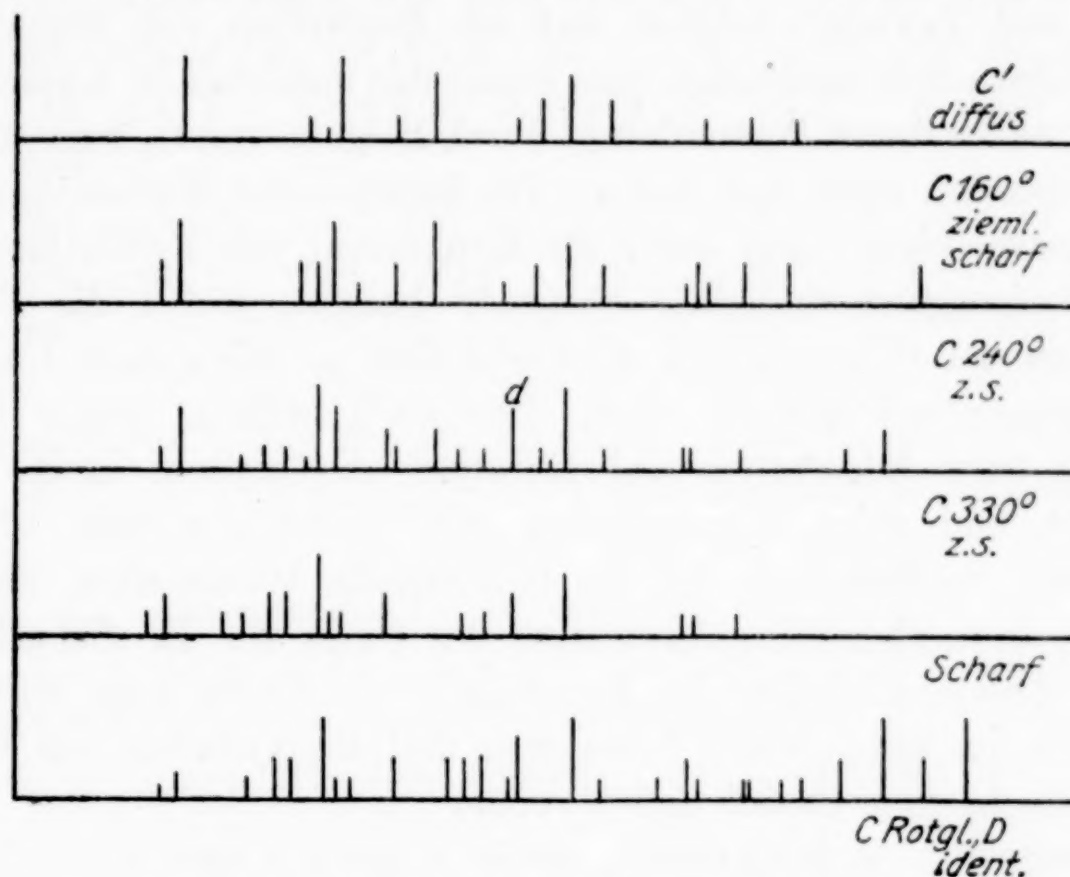 C'
diffus
C 160°
zieml.
scharf
C 240°
z.s.
d
C 330°
z.s.
Scharf
C Rotgl., D
ident.